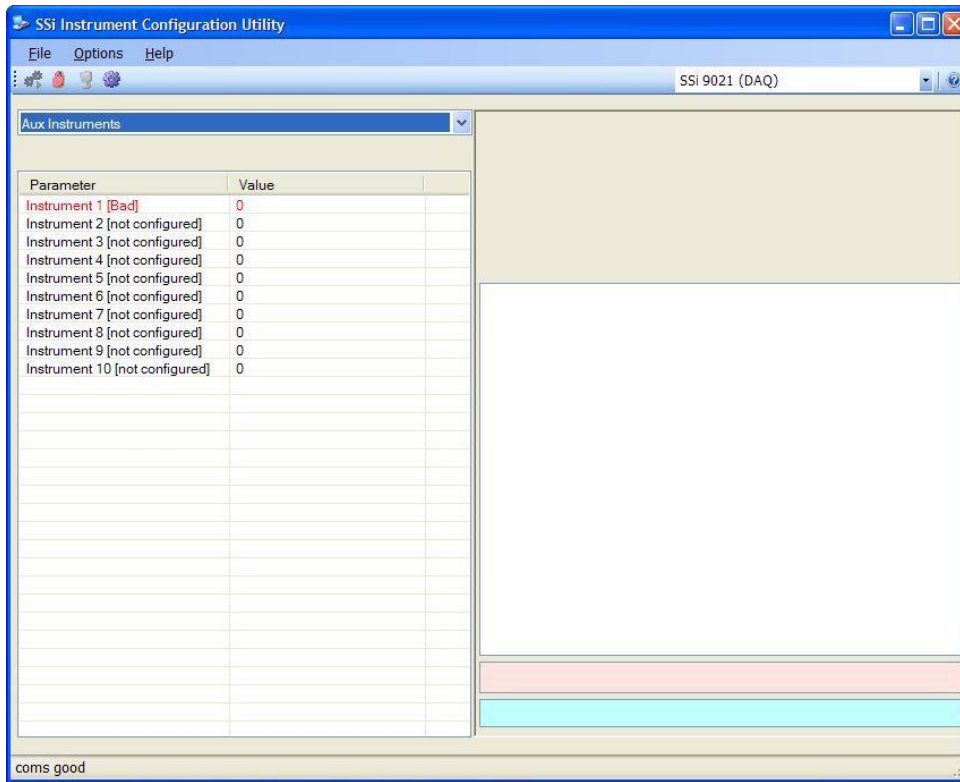 SSi Instrument Configuration Utility
File Options Help
SSi 9021 (DAQ)
Aux Instruments
Parameter Value
Instrument 1 [Bad] 0
Instrument 2 [not configured] 0
Instrument 3 [not configured] 0
Instrument 4 [not configured] 0
Instrument 5 [not configured] 0
Instrument 6 [not configured] 0
Instrument 7 [not configured] 0
Instrument 8 [not configured] 0
Instrument 9 [not configured] 0
Instrument 10 [not configured] 0
coms good